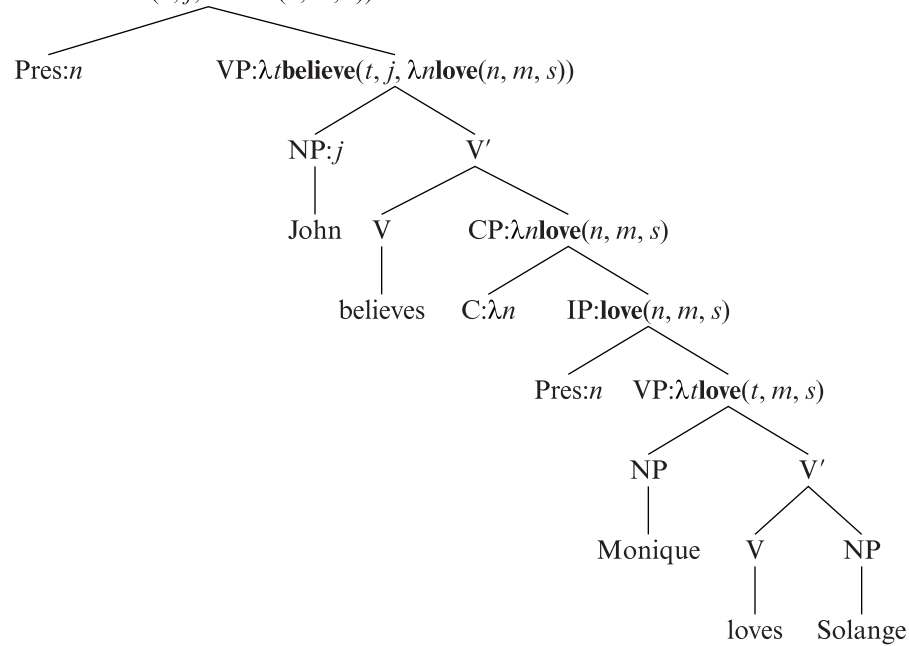 Pres:n VP:λtbelieve(t, j, λnlove(n, m, s))
NP:j V′
John V CP:λnlove(n, m, s)
believes C:λn IP:love(n, m, s)
Pres:n VP:λtlove(t, m, s)
NP V′
Monique V NP
loves Solange